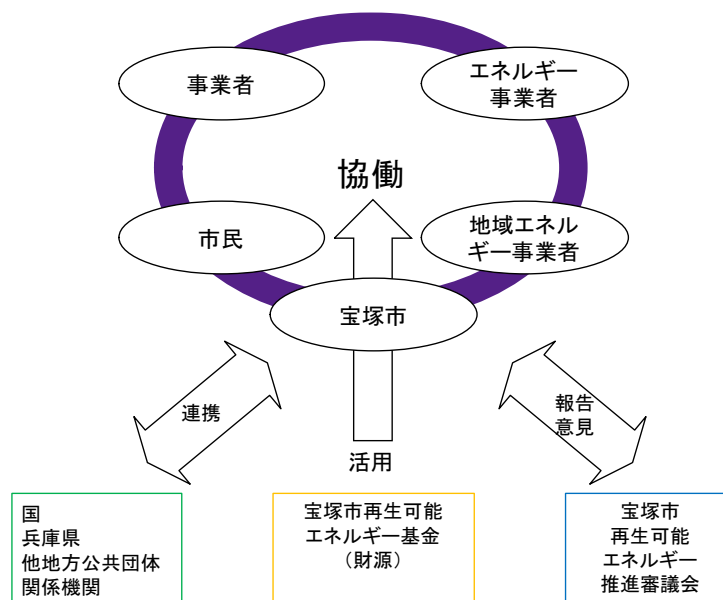 事業者
エネルギー
事業者
協働
市民
地域エネル
ギー事業者
宝塚市
連携
報告
意見
活用
国
兵庫県
他地方公共団体
関係機関
宝塚市再生可能
エネルギー基金
（財源）
宝塚市
再生可能
エネルギー
推進審議会